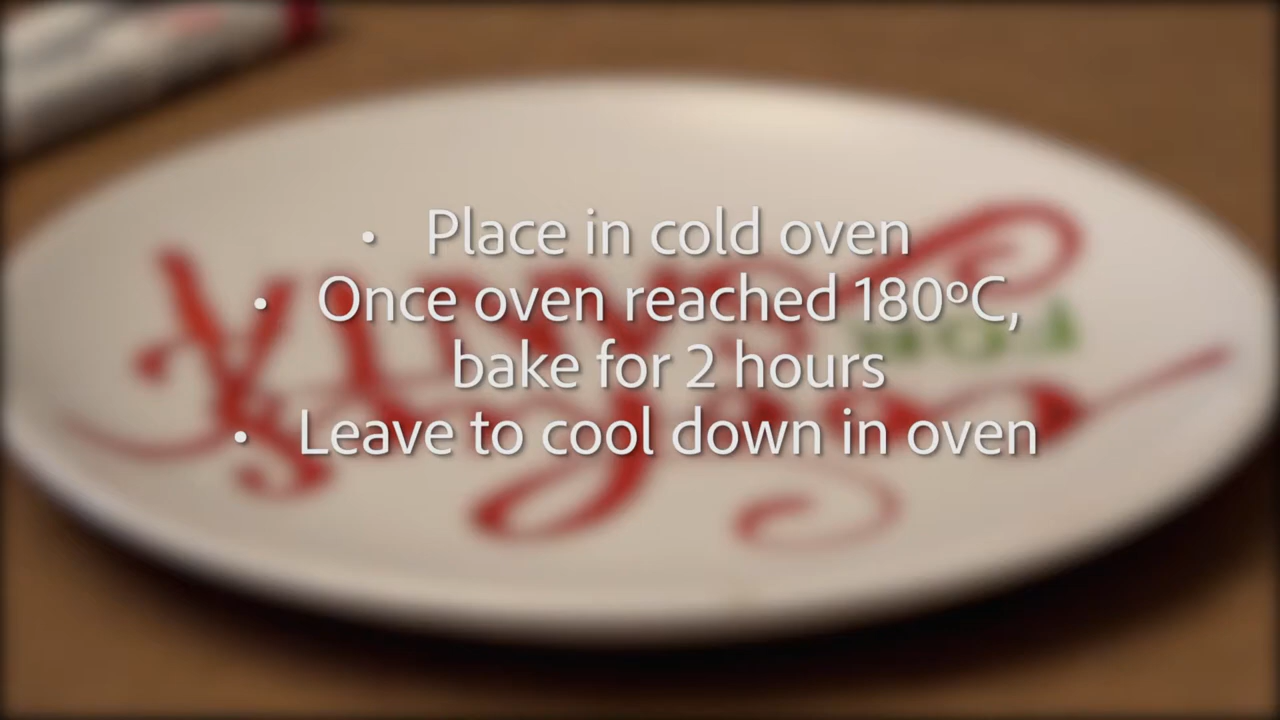 • Place in cold oven
• Once oven reached 180ºC,
bake for 2 hours
• Leave to cool down in oven